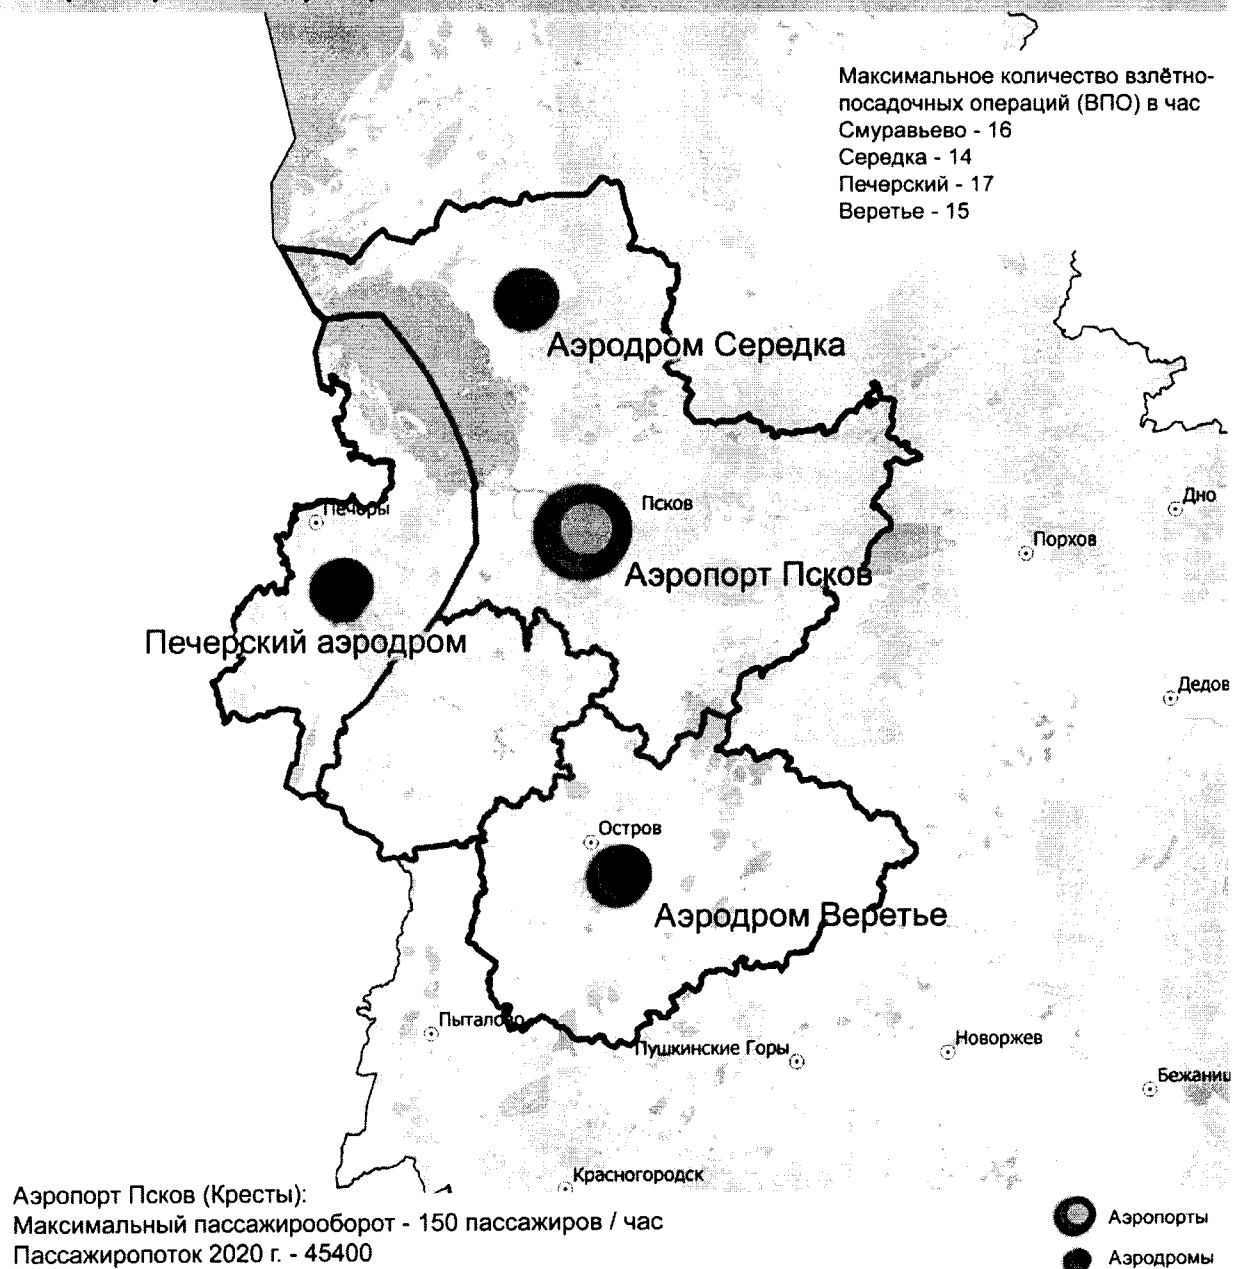 Максимальное количество взлётно-
посадочных операций (ВПО) в час
Смуравьево - 16
Середка - 14
Печерский - 17
Веретье - 15
Аэродром Середка
Печоры
Псков
Дно
Порхов
Аэропорт Псков
Печерский аэродром
Дедов
Остров
Аэродром Веретье
Пыталово
Пушкинские Горы
Новоржев
Бежаниц
Красногородск
Аэропорт Псков (Кресты):
Максимальный пассажирооборот - 150 пассажиров / час
Пассажиропоток 2020 г. - 45400
Аэропорты
Аэродромы